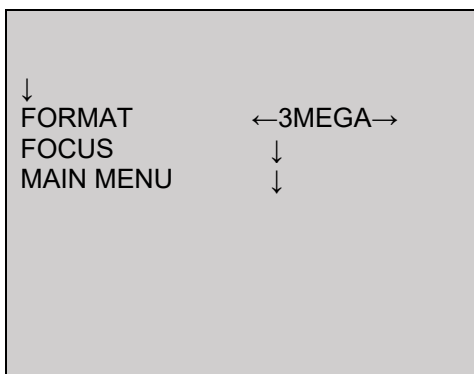 ↓
FORMAT ←3MEGA→
FOCUS ↓
MAIN MENU ↓